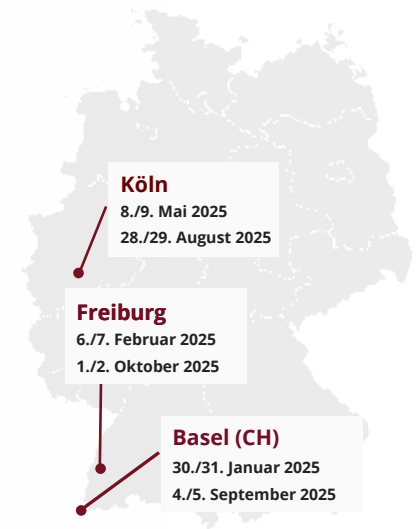 Köln
8./9. Mai 2025
28./29. August 2025
Freiburg
6./7. Februar 2025
1./2. Oktober 2025
Basel (CH)
30./31. Januar 2025
4./5. September 2025